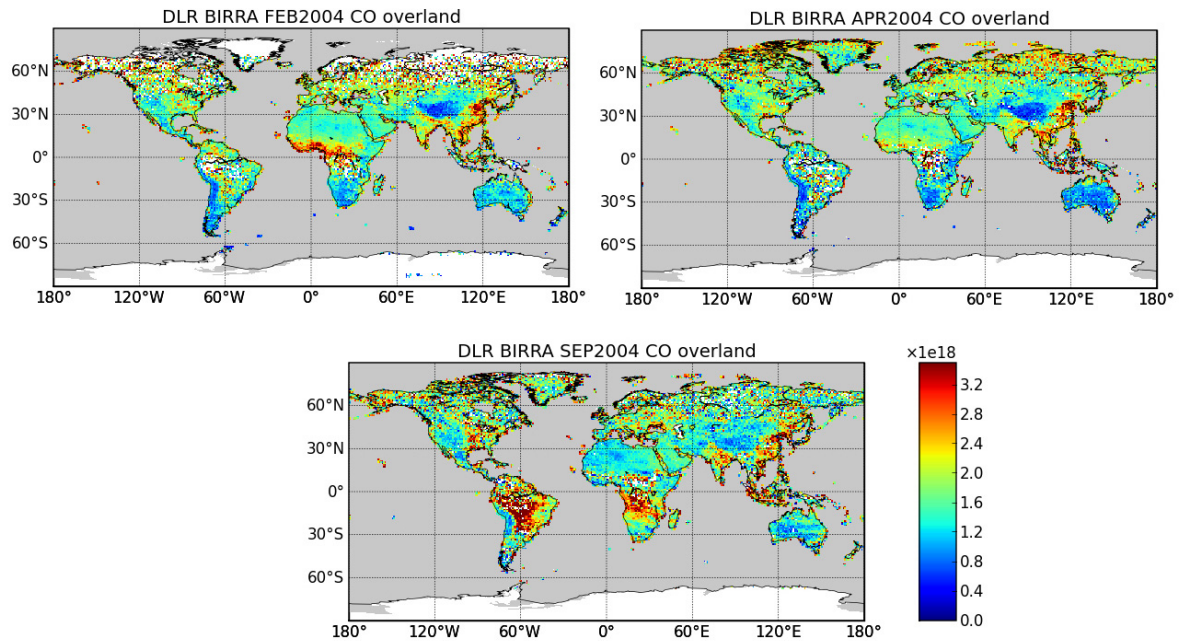 DLR BIRRA FEB2004 CO overland
60°N
30°N
0°
30°S
60°S
180° 120°W 60°W 0° 60°E 120°E 180°
DLR BIRRA APR2004 CO overland
60°N
30°N
0°
30°S
60°S
180° 120°W 60°W 0° 60°E 120°E 180°
DLR BIRRA SEP2004 CO overland
60°N
30°N
0°
30°S
60°S
180° 120°W 60°W 0° 60°E 120°E 180°
×1e18
3.2
2.8
2.4
2.0
1.6
1.2
0.8
0.4
0.0